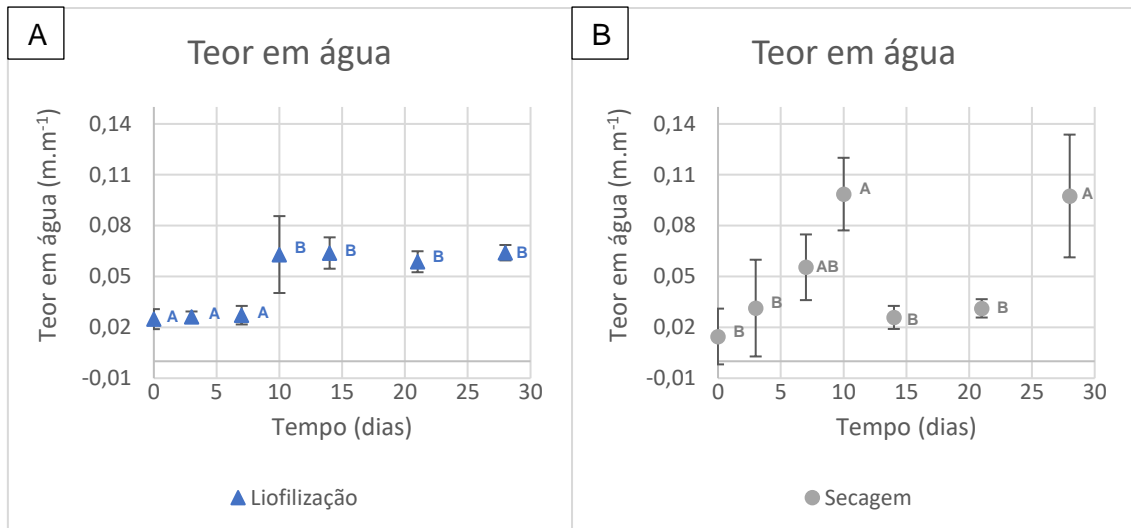 A
Teor em água
Teor em água (m.m⁻¹)
0,14
0,11
0,08
0,05
0,02
-0,01
A
A
A
B
B
B
B
0 5 10 15 20 25 30
Tempo (dias)
Liofilização
B
Teor em água
Teor em água (m.m⁻¹)
0,14
0,11
0,08
0,05
0,02
-0,01
B
B
AB
A
B
B
A
0 5 10 15 20 25 30
Tempo (dias)
Secagem